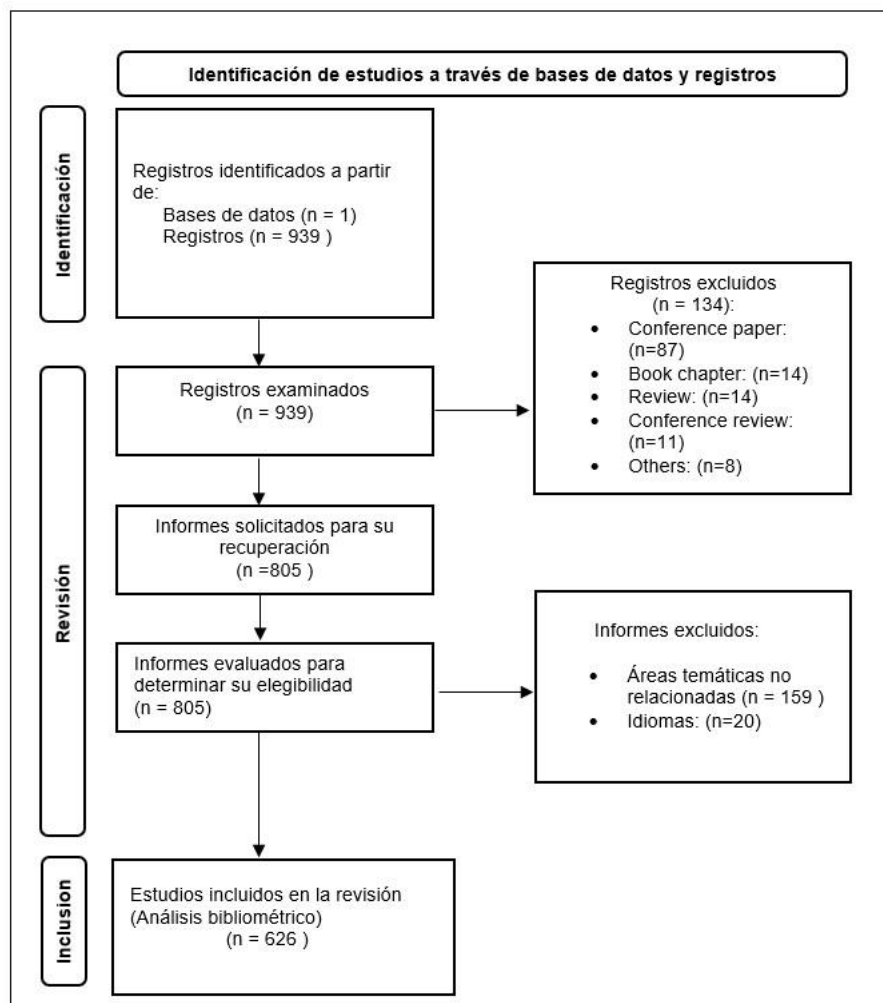 Identificación de estudios a través de bases de datos y registros
Identificación
Registros identificados a partir
de:
Bases de datos (n = 1)
Registros (n = 939 )
Registros excluidos
(n = 134):
• Conference paper:
(n=87)
• Book chapter: (n=14)
• Review: (n=14)
• Conference review:
(n=11)
• Others: (n=8)
Revisión
Registros examinados
(n = 939)
Informes solicitados para su
recuperación
(n =805 )
Informes evaluados para
determinar su elegibilidad
(n = 805)
Informes excluidos:
• Áreas temáticas no
relacionadas (n = 159 )
• Idiomas: (n=20)
Inclusion
Estudios incluidos en la revisión
(Análisis bibliométrico)
(n = 626 )